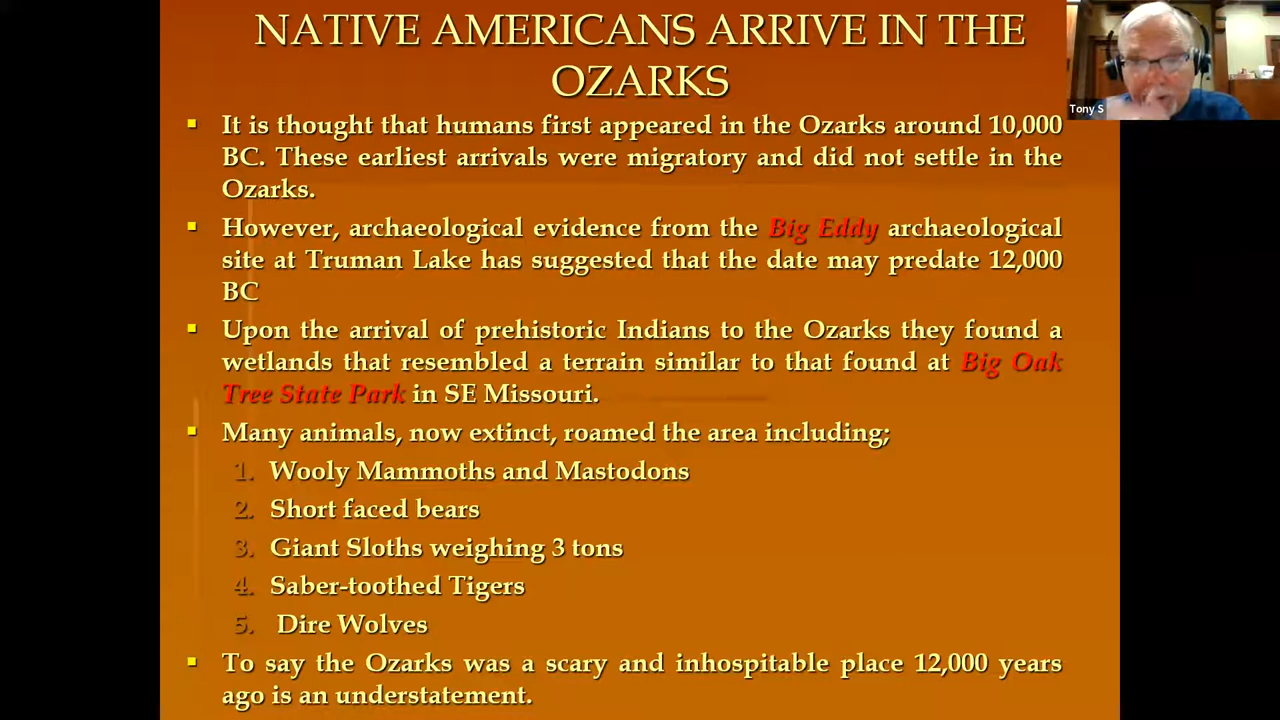 NATIVE AMERICANS ARRIVE IN THE
OZARKS
▪ It is thought that humans first appeared in the Ozarks around 10,000
BC. These earliest arrivals were migratory and did not settle in the
Ozarks.
▪ However, archaeological evidence from the Big Eddy archaeological
site at Truman Lake has suggested that the date may predate 12,000
BC
▪ Upon the arrival of prehistoric Indians to the Ozarks they found a
wetlands that resembled a terrain similar to that found at Big Oak
Tree State Park in SE Missouri.
▪ Many animals, now extinct, roamed the area including;
1. Wooly Mammoths and Mastodons
2. Short faced bears
3. Giant Sloths weighing 3 tons
4. Saber-toothed Tigers
5. Dire Wolves
▪ To say the Ozarks was a scary and inhospitable place 12,000 years
ago is an understatement.
Tony S